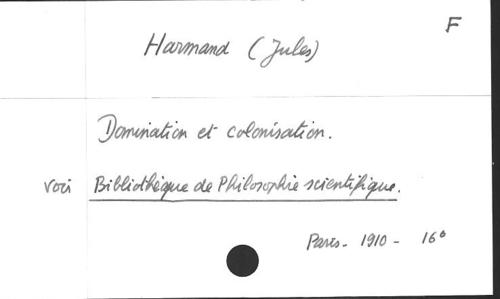 F
Harmand (Jules)
Domination et colonisation.
voir Bibliothèque de Philosophie scientifique.
Paris - 1910 - 16°